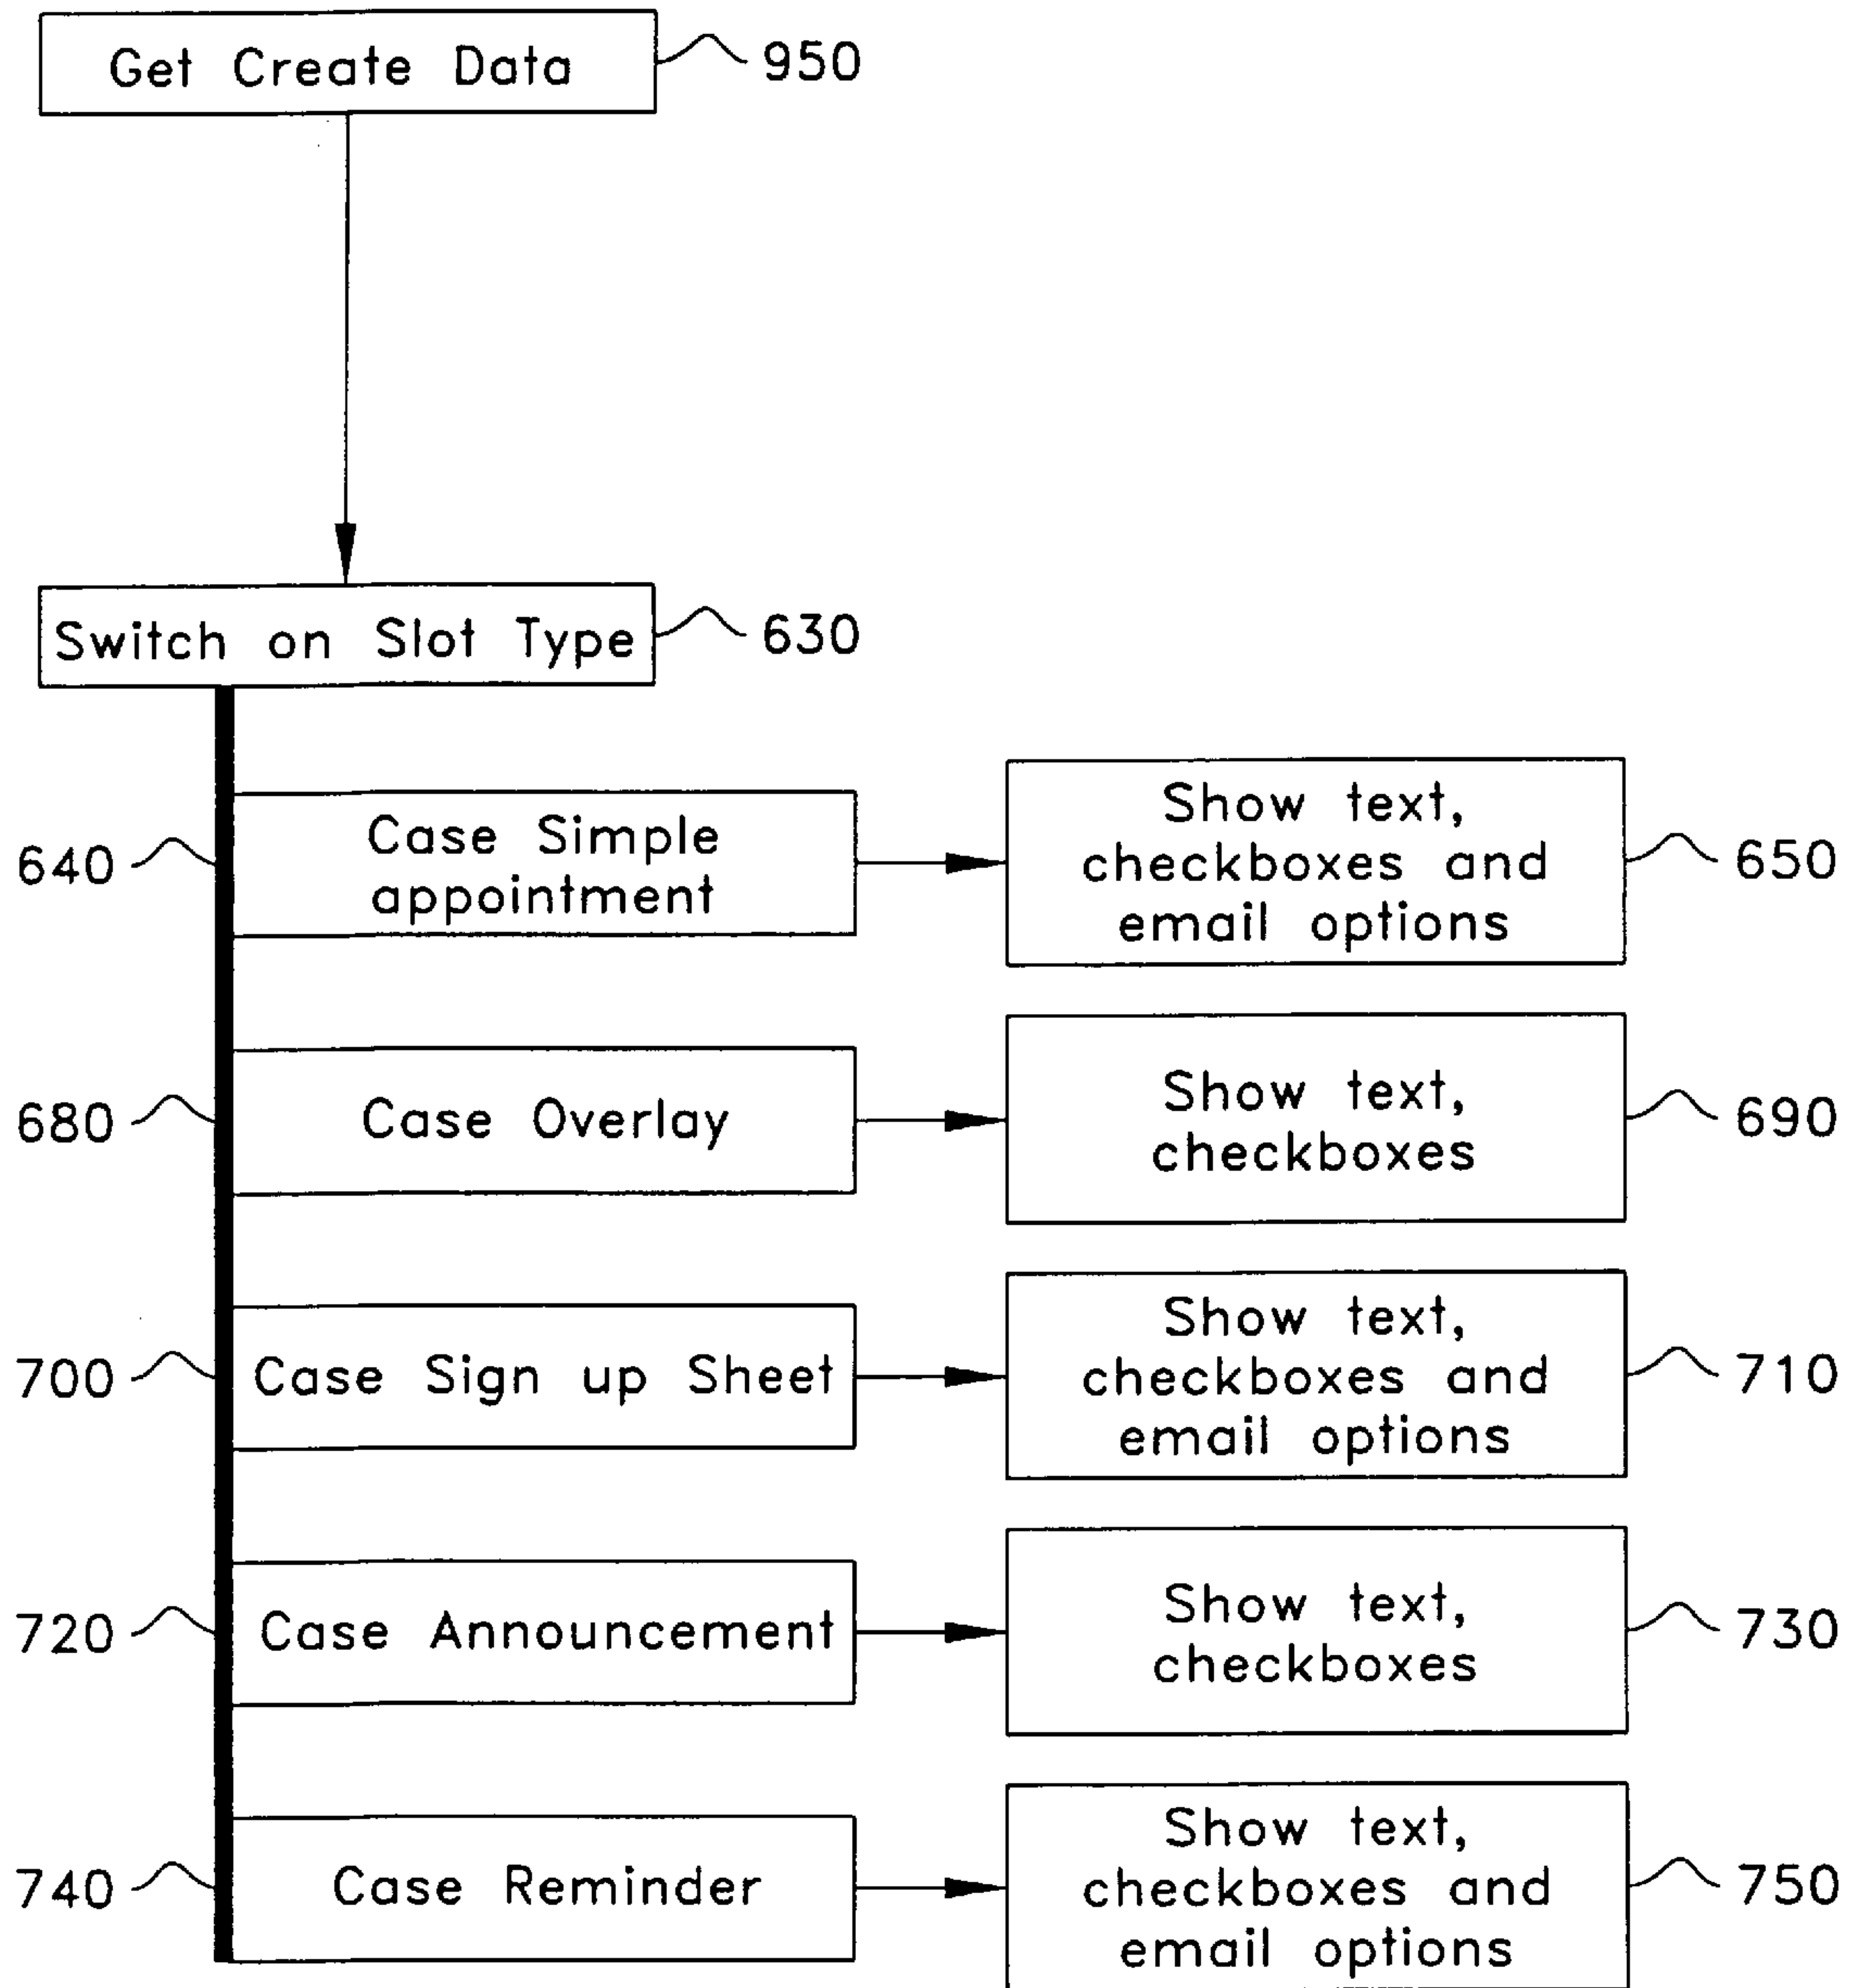 Get Create Data
950
Switch on Slot Type
630
640
Case Simple
appointment
Show text,
checkboxes and
email options
650
680
Case Overlay
Show text,
checkboxes
690
700
Case Sign up Sheet
Show text,
checkboxes and
email options
710
720
Case Announcement
Show text,
checkboxes
730
740
Case Reminder
Show text,
checkboxes and
email options
750